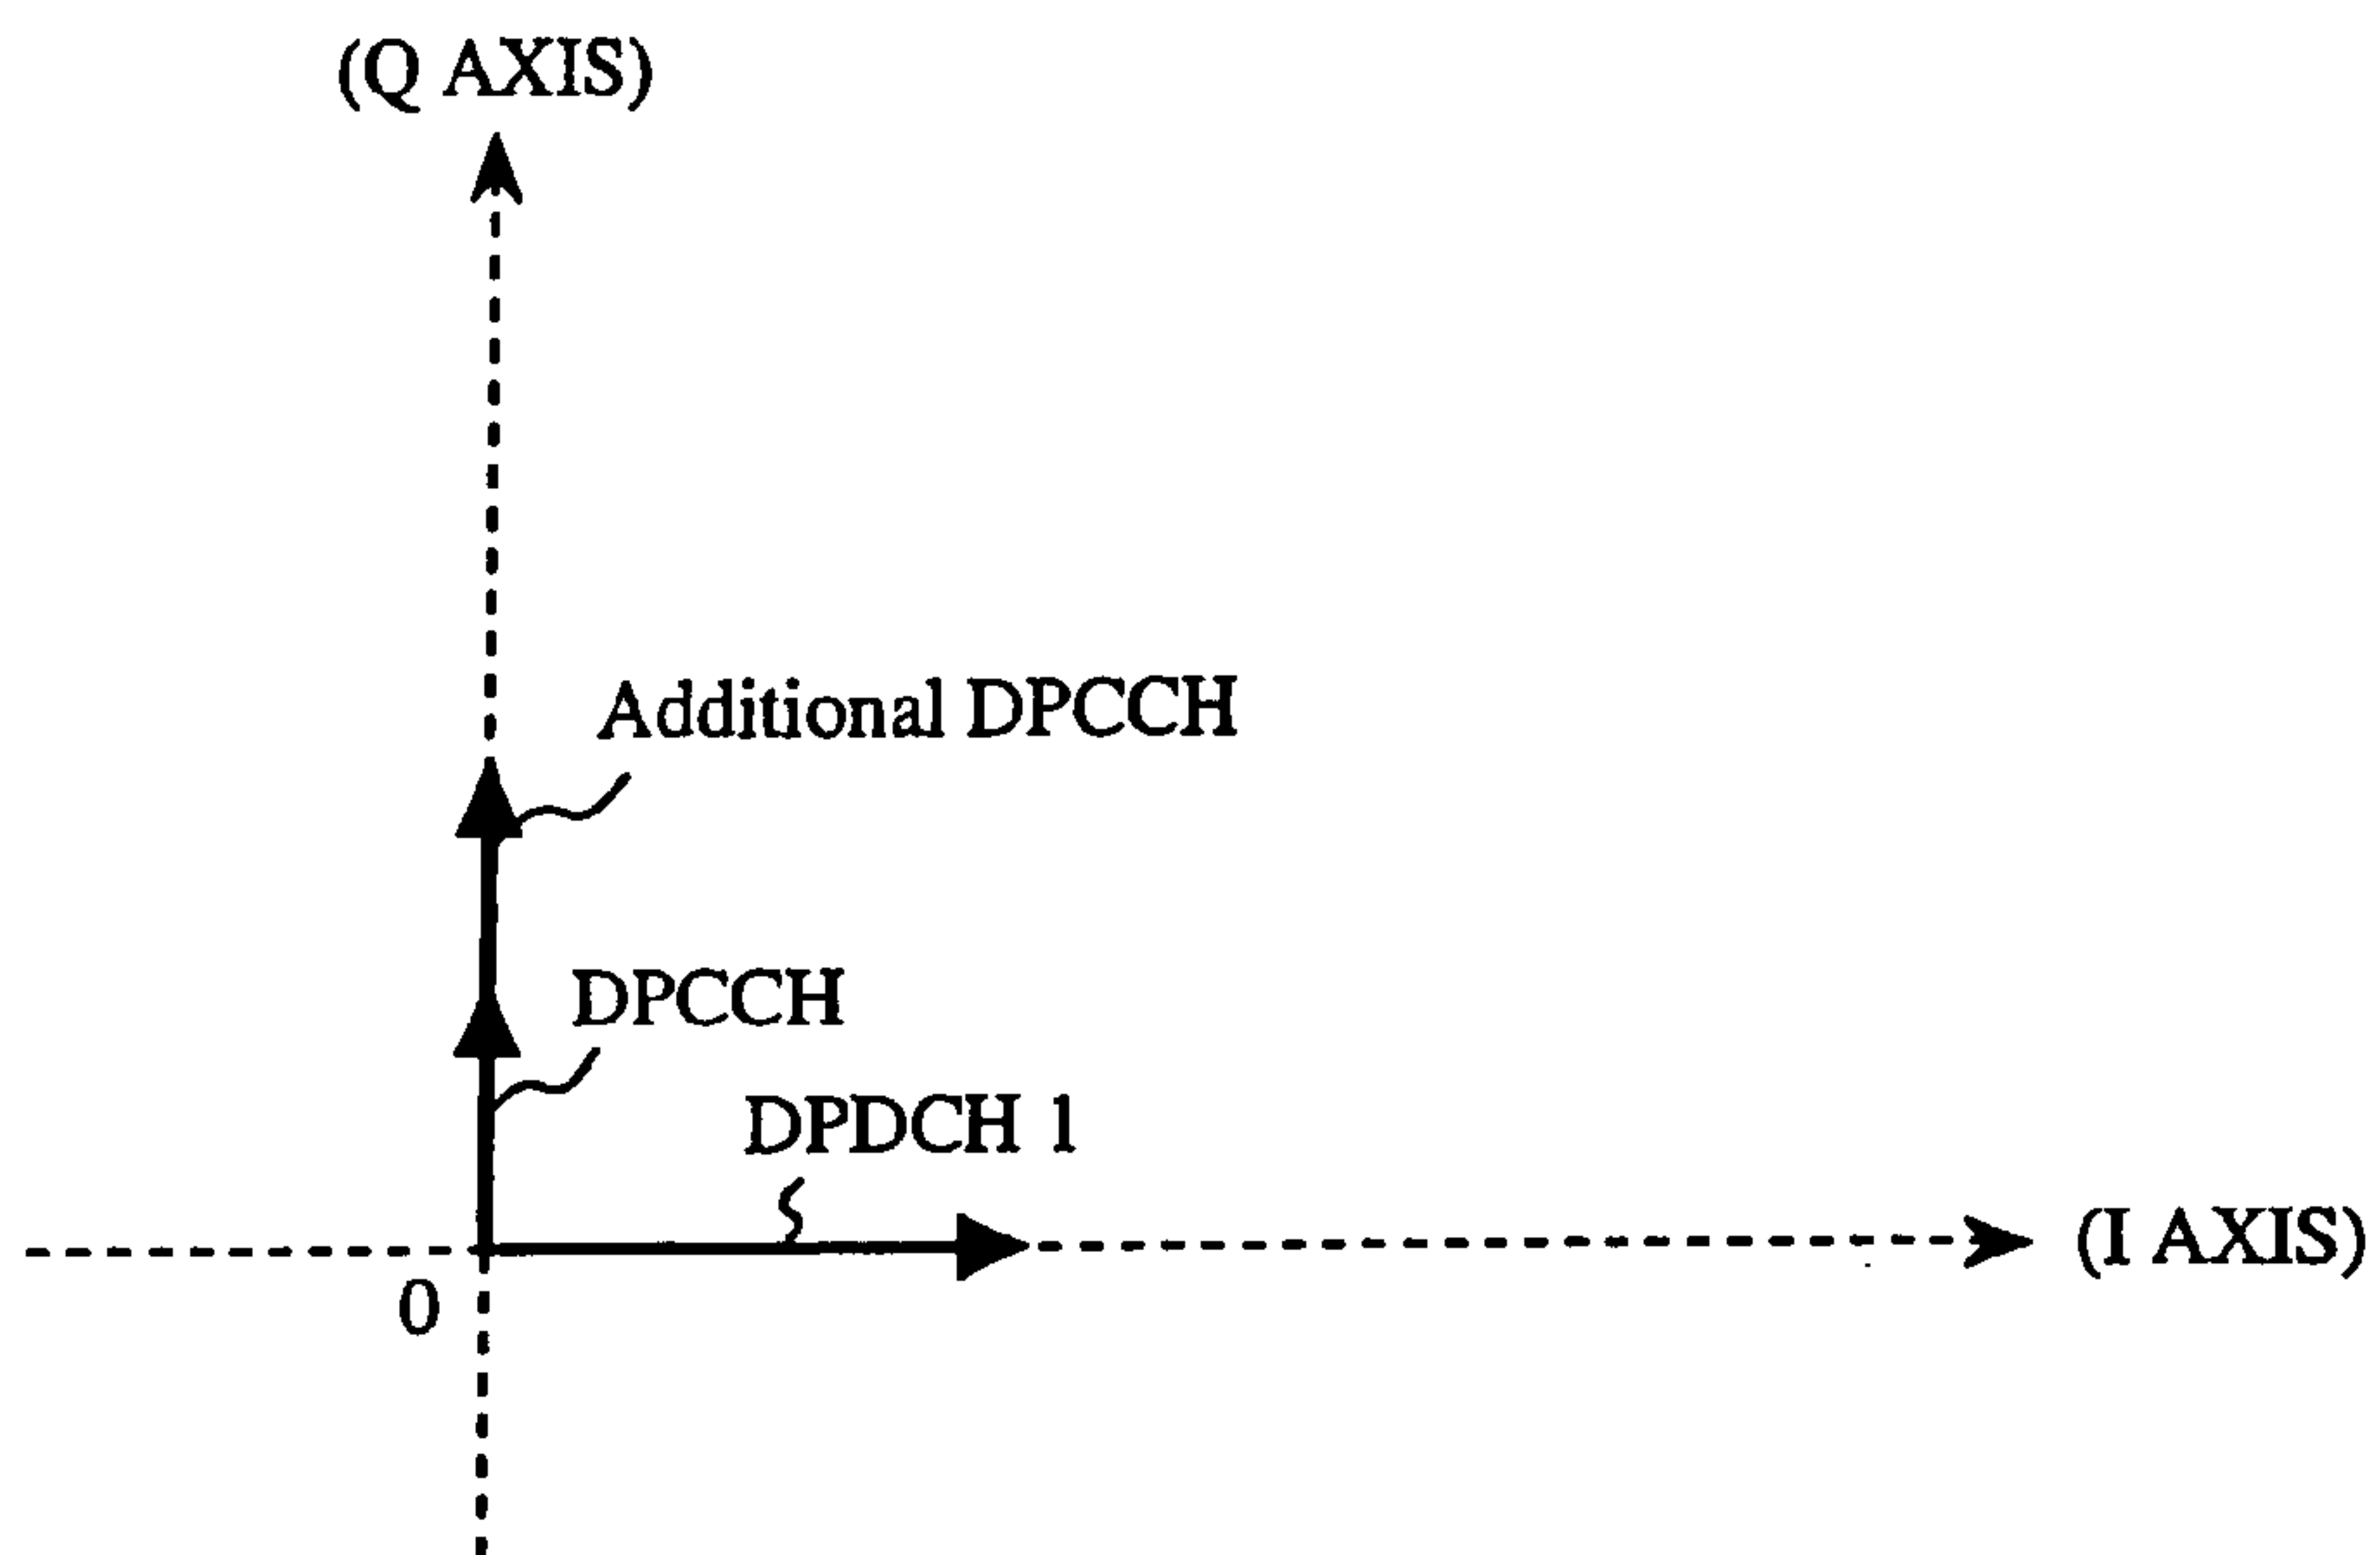 (Q AXIS)
Additional DPCCH
DPCCH
DPDCH 1
(I AXIS)
0